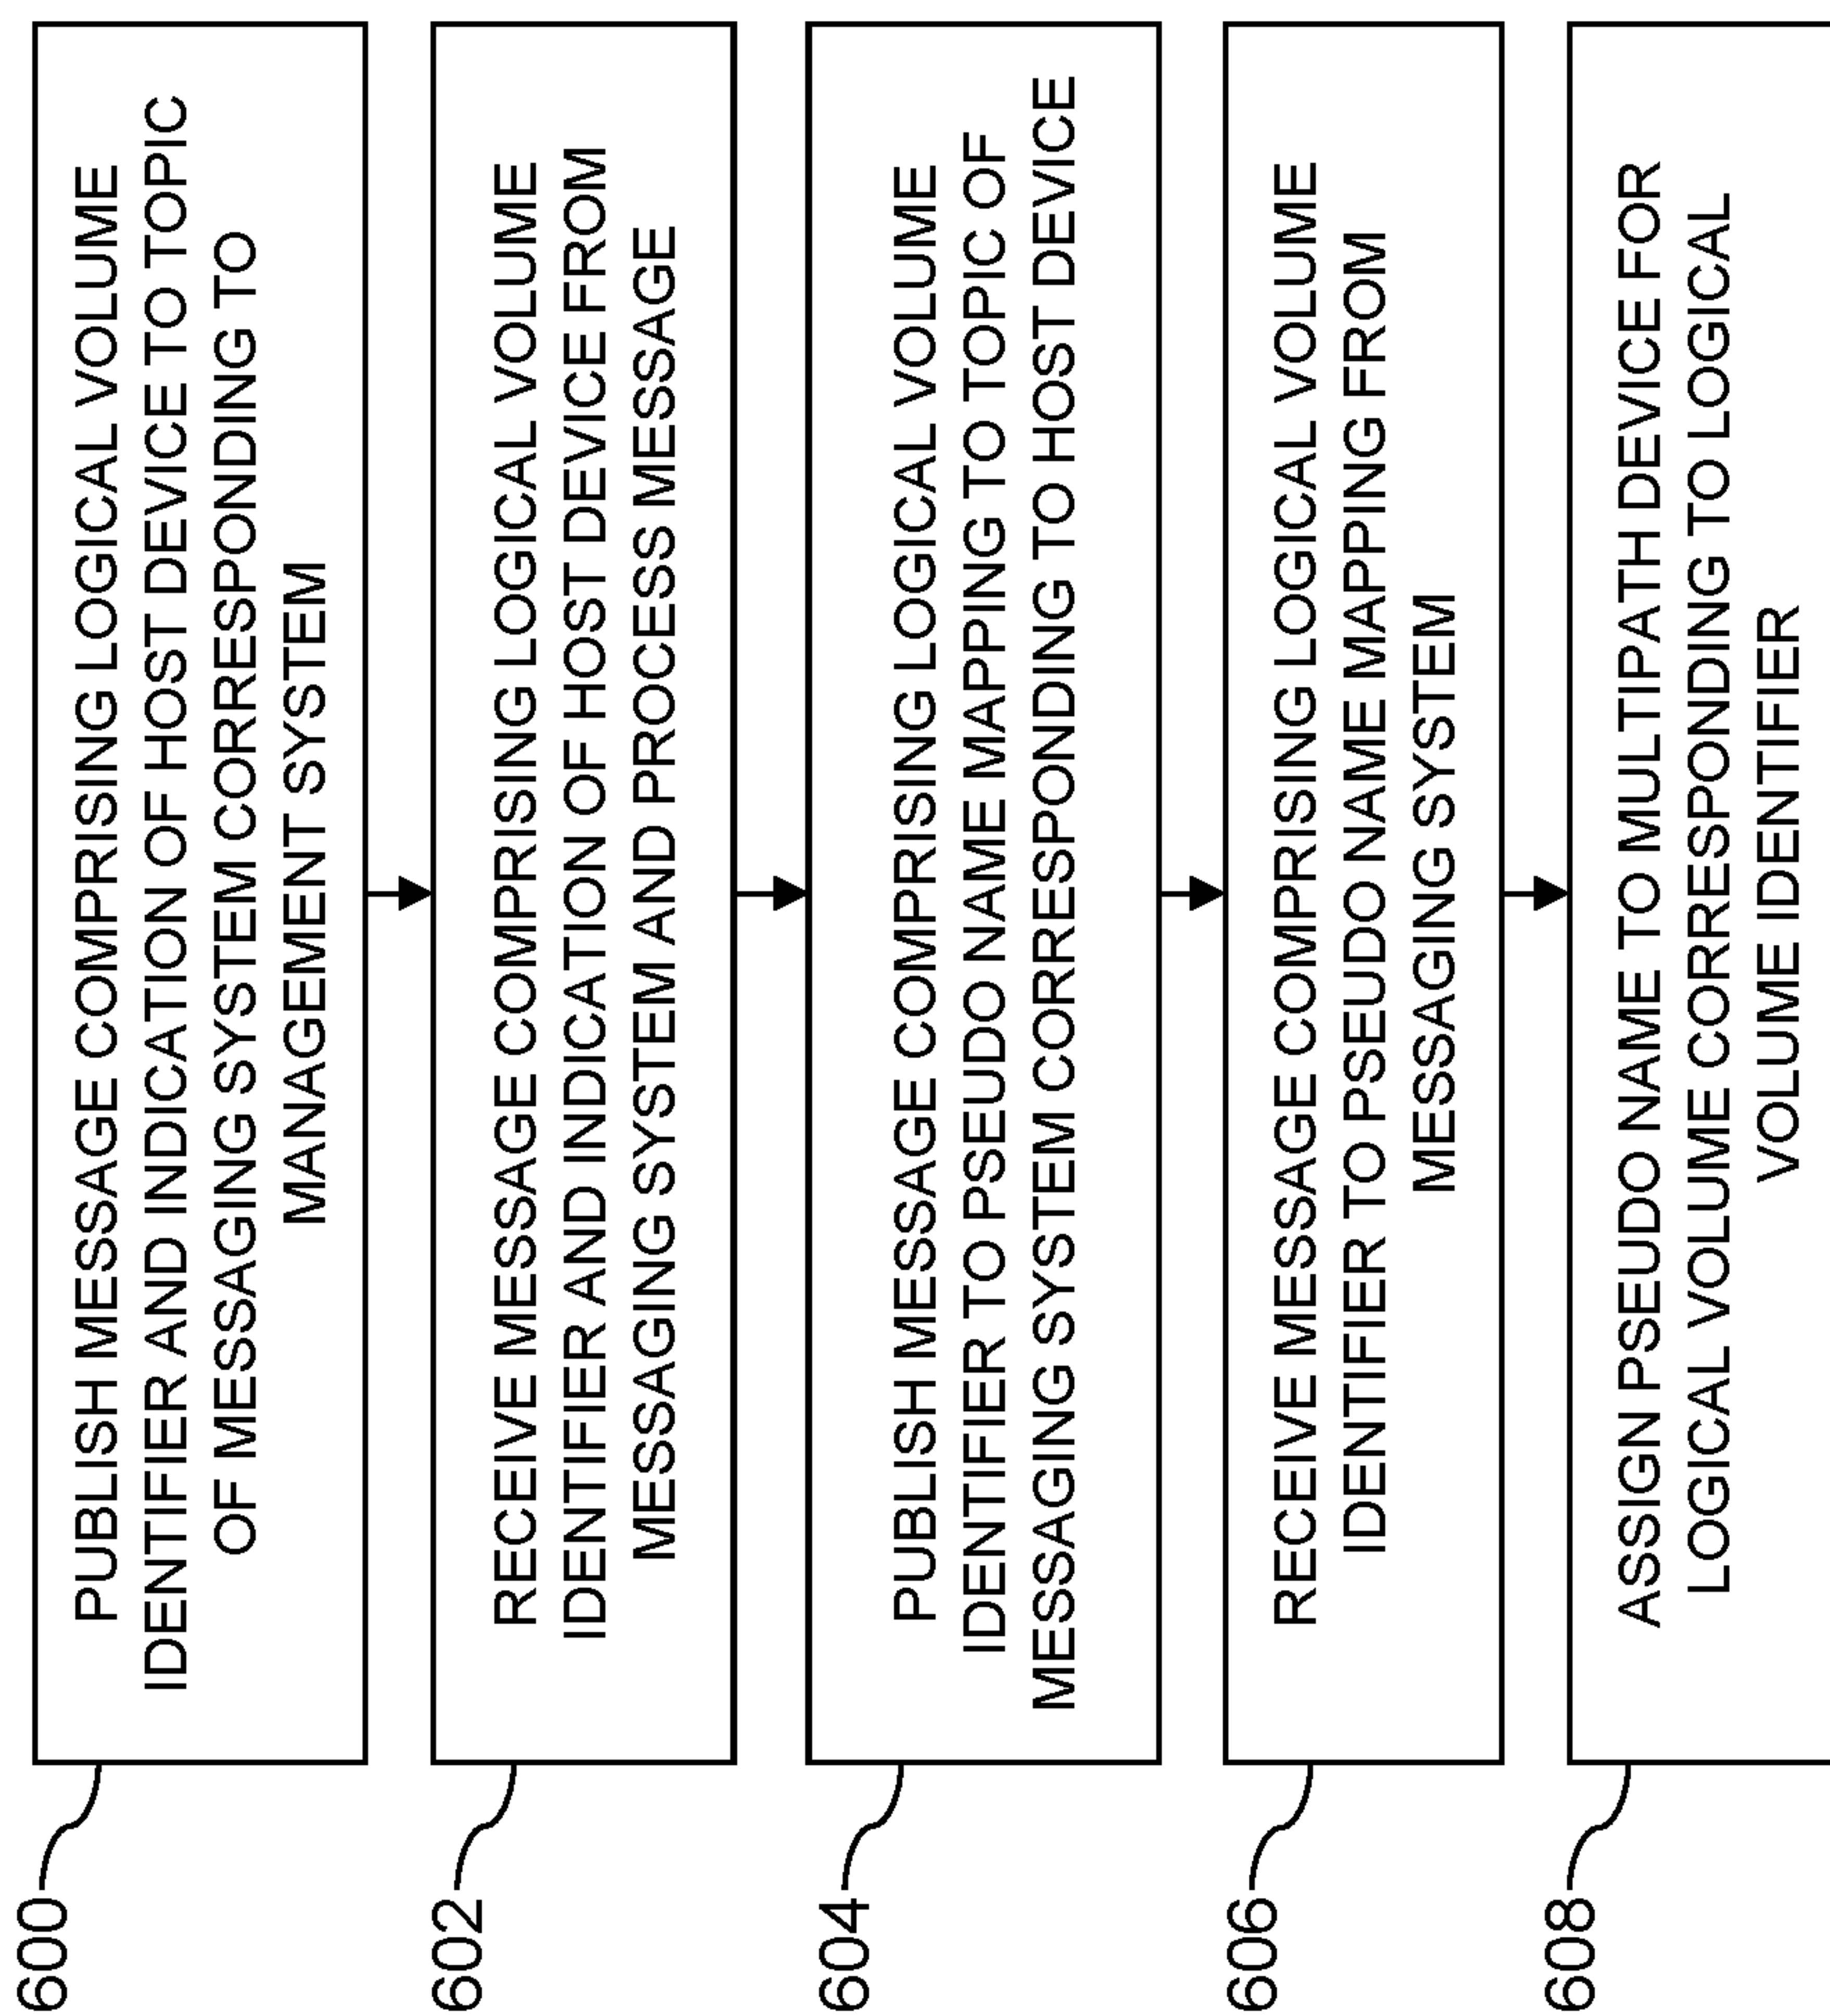 600
PUBLISH MESSAGE COMPRISING LOGICAL VOLUME
IDENTIFIER AND INDICATION OF HOST DEVICE TO TOPIC
OF MESSAGING SYSTEM CORRESPONDING TO
MANAGEMENT SYSTEM
602
RECEIVE MESSAGE COMPRISING LOGICAL VOLUME
IDENTIFIER AND INDICATION OF HOST DEVICE FROM
MESSAGING SYSTEM AND PROCESS MESSAGE
604
PUBLISH MESSAGE COMPRISING LOGICAL VOLUME
IDENTIFIER TO PSEUDO NAME MAPPING TO TOPIC OF
MESSAGING SYSTEM CORRESPONDING TO HOST DEVICE
606
RECEIVE MESSAGE COMPRISING LOGICAL VOLUME
IDENTIFIER TO PSEUDO NAME MAPPING FROM
MESSAGING SYSTEM
608
ASSIGN PSEUDO NAME TO MULTIPATH DEVICE FOR
LOGICAL VOLUME CORRESPONDING TO LOGICAL
VOLUME IDENTIFIER